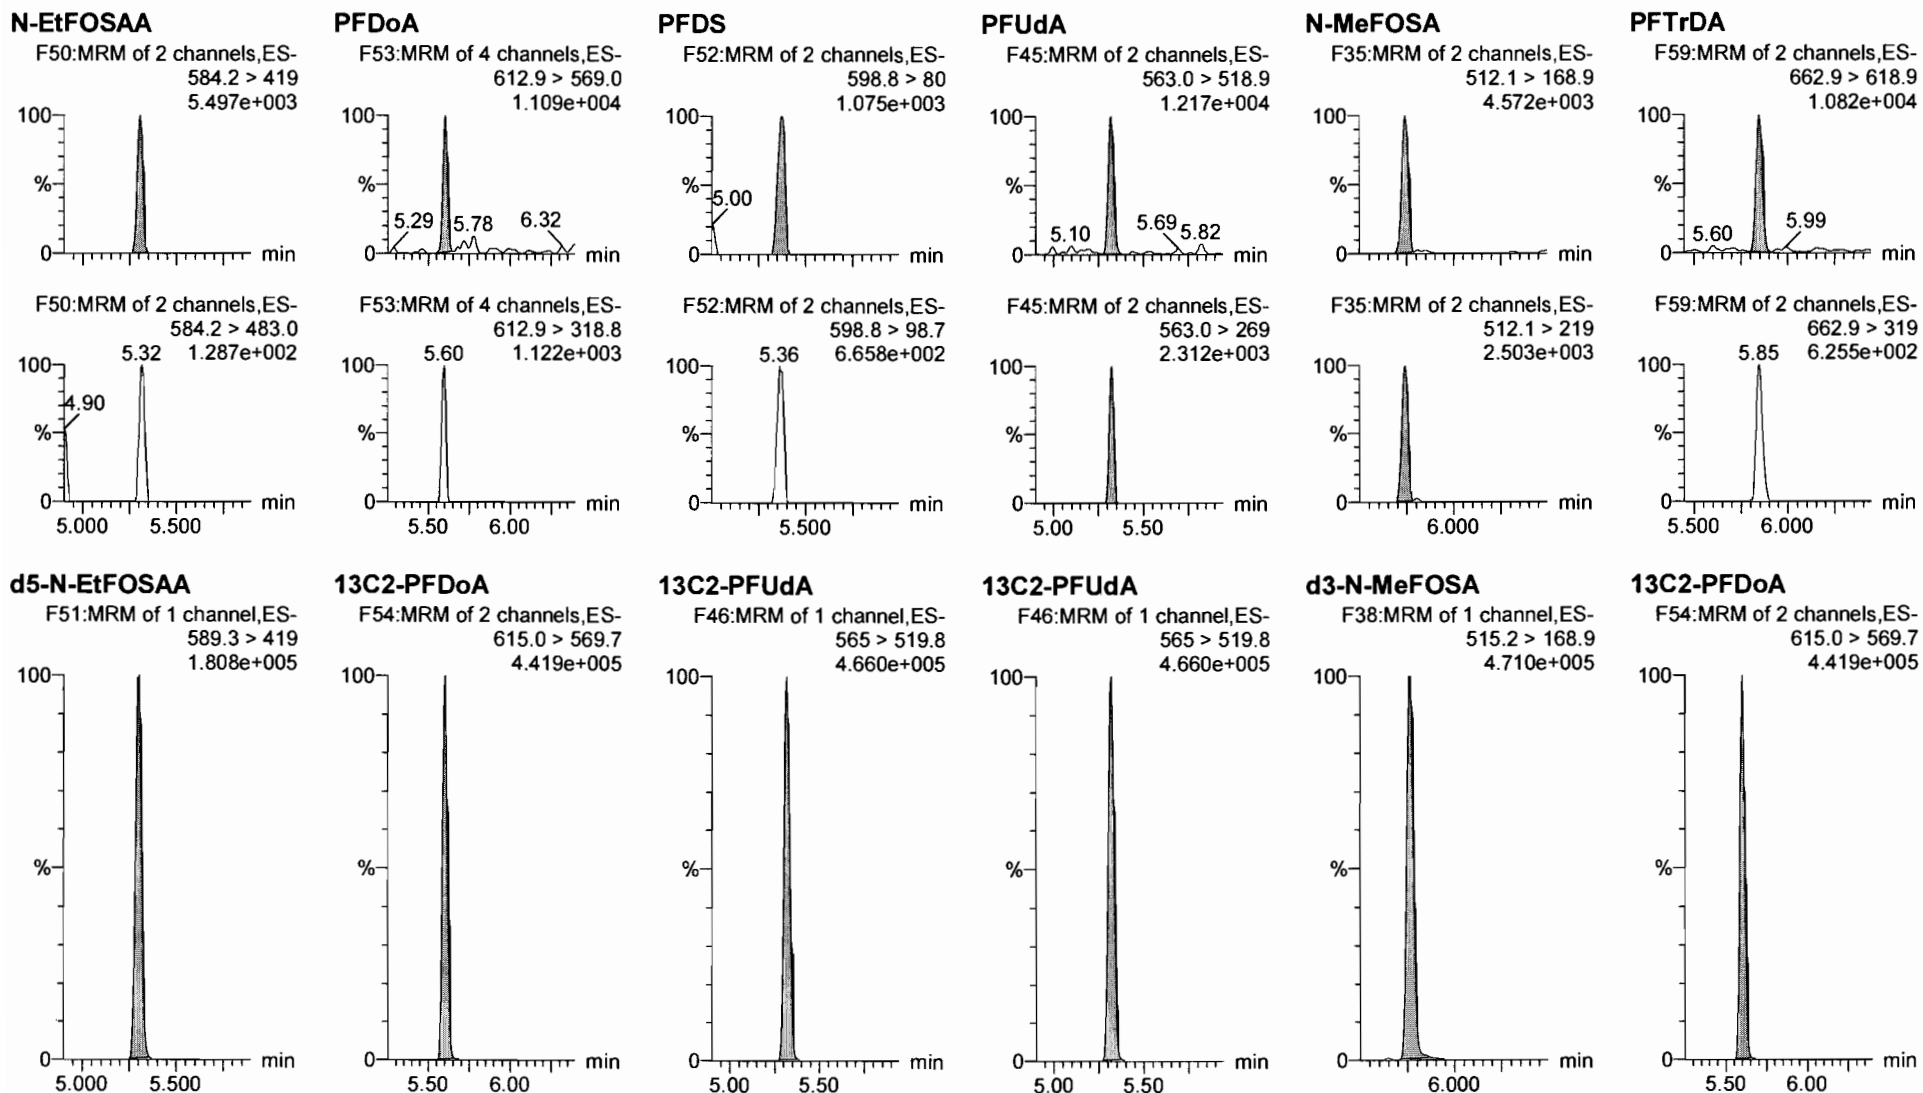 N-EtFOSAA
F50:MRM of 2 channels,ES-
584.2 > 419
5.497e+003
100
%
0
min
F50:MRM of 2 channels,ES-
584.2 > 483.0
5.32 1.287e+002
100
4.90
%
0
min
5.000 5.500
PFDoA
F53:MRM of 4 channels,ES-
612.9 > 569.0
1.109e+004
100
%
5.29 5.78 6.32
0
min
F53:MRM of 4 channels,ES-
612.9 > 318.8
5.60 1.122e+003
100
%
0
min
5.50 6.00
PFDS
F52:MRM of 2 channels,ES-
598.8 > 80
1.075e+003
100
%
5.00
0
min
F52:MRM of 2 channels,ES-
598.8 > 98.7
5.36 6.658e+002
100
%
0
min
5.500
PFUdA
F45:MRM of 2 channels,ES-
563.0 > 518.9
1.217e+004
100
%
5.10 5.69 5.82
0
min
F45:MRM of 2 channels,ES-
563.0 > 269
2.312e+003
100
%
0
min
5.00 5.50
N-MeFOSA
F35:MRM of 2 channels,ES-
512.1 > 168.9
4.572e+003
100
%
0
min
F35:MRM of 2 channels,ES-
512.1 > 219
2.503e+003
100
%
0
min
6.000
PFTrDA
F59:MRM of 2 channels,ES-
662.9 > 618.9
1.082e+004
100
%
5.60 5.99
0
min
F59:MRM of 2 channels,ES-
662.9 > 319
5.85 6.255e+002
100
%
0
min
5.500 6.000
d5-N-EtFOSAA
F51:MRM of 1 channel,ES-
589.3 > 419
1.808e+005
100
%
0
min
5.000 5.500
13C2-PFDoA
F54:MRM of 2 channels,ES-
615.0 > 569.7
4.419e+005
100
%
0
min
5.50 6.00
13C2-PFUdA
F46:MRM of 1 channel,ES-
565 > 519.8
4.660e+005
100
%
0
min
5.00 5.50
13C2-PFUdA
F46:MRM of 1 channel,ES-
565 > 519.8
4.660e+005
100
%
0
min
5.00 5.50
d3-N-MeFOSA
F38:MRM of 1 channel,ES-
515.2 > 168.9
4.710e+005
100
%
0
min
6.000
13C2-PFDoA
F54:MRM of 2 channels,ES-
615.0 > 569.7
4.419e+005
100
%
0
min
5.50 6.00